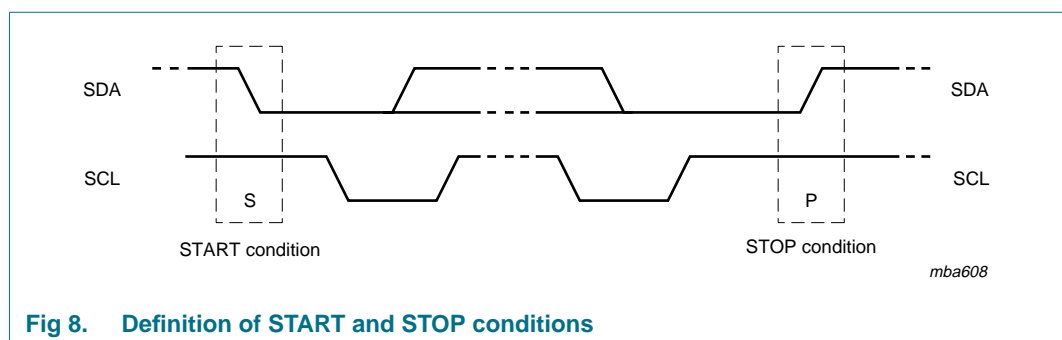 SDA SDA
SCL SCL
S P
START condition STOP condition
mba608
Fig 8. Definition of START and STOP conditions